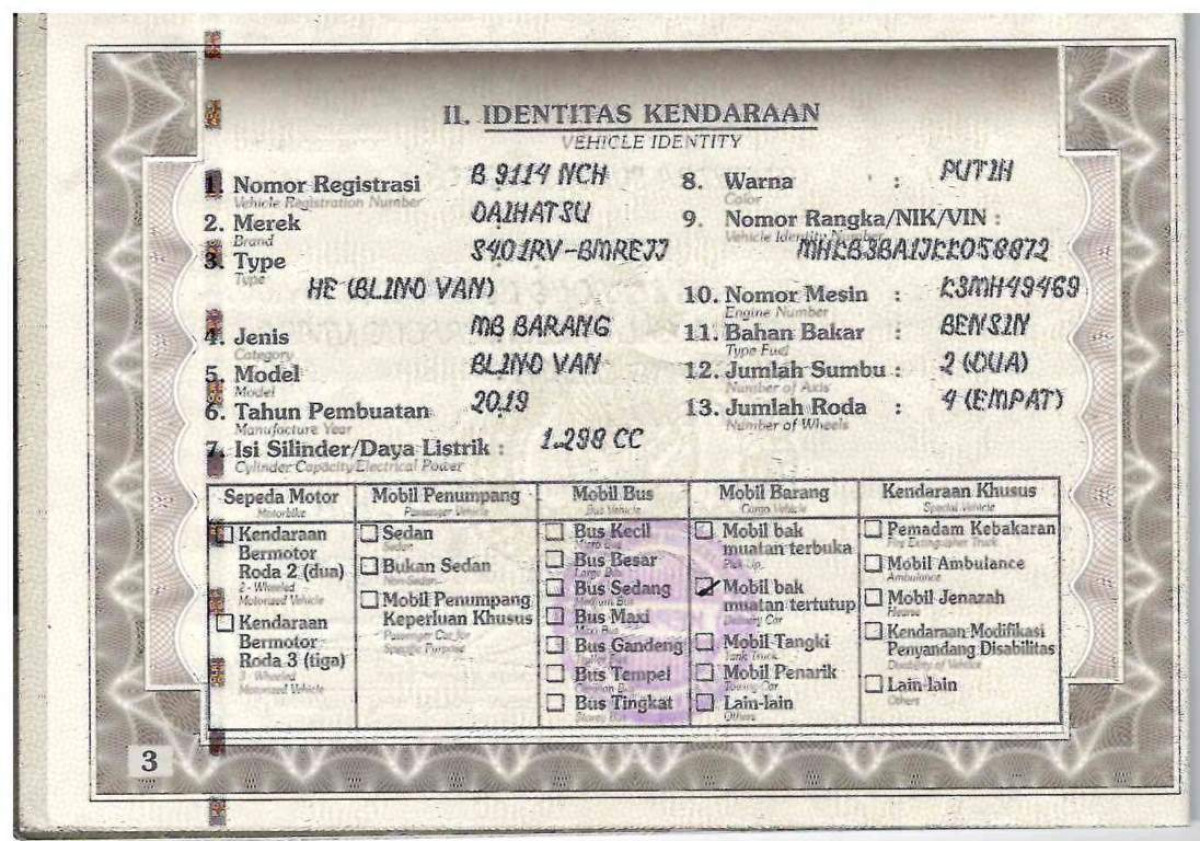 II. IDENTITAS KENDARAAN
VEHICLE IDENTITY
1. Nomor Registrasi B 9114 NCH
Vehicle Registration Number
2. Merek DAIHATSU
Brand
3. Type S401RV-BMREJJ
Type
HE (BLIND VAN)
4. Jenis MB BARANG
Category
5. Model BLIND VAN
Model
6. Tahun Pembuatan 2019
Manufacture Year
7. Isi Silinder/Daya Listrik : 1.298 CC
Cylinder Capacity/Electrical Power
8. Warna : PUTIH
Color
9. Nomor Rangka/NIK/VIN :
Vehicle Identity Number
MHKB3BA1JKK058872
10. Nomor Mesin : K3MH49469
Engine Number
11. Bahan Bakar : BENSIN
Type Fuel
12. Jumlah Sumbu : 2 (DUA)
Number of Axis
13. Jumlah Roda : 4 (EMPAT)
Number of Wheels
Sepeda Motor
Motorbike
Kendaraan
Bermotor
Roda 2 (dua)
2 - Wheeled
Motorized Vehicle
Kendaraan
Bermotor
Roda 3 (tiga)
3 - Wheeled
Motorized Vehicle
Mobil Penumpang
Passenger Vehicle
Sedan
Sedan
Bukan Sedan
Non-Sedan
Mobil Penumpang
Keperluan Khusus
Passenger Car for
Specific Purpose
Mobil Bus
Bus Vehicle
Bus Kecil
Micro Bus
Bus Besar
Large Bus
Bus Sedang
Medium Bus
Bus Maxi
Maxi Bus
Bus Gandeng
Bus Tempel
Bus Tingkat
Mobil Barang
Cargo Vehicle
Mobil bak
muatan terbuka
Pick Up
Mobil bak
muatan tertutup
Delivery Car
Mobil Tangki
Tank Truck
Mobil Penarik
Towing Car
Lain-lain
Others
Kendaraan Khusus
Special Vehicle
Pemadam Kebakaran
Fire Extinguisher Truck
Mobil Ambulance
Ambulance
Mobil Jenazah
Hearse
Kendaraan Modifikasi
Penyandang Disabilitas
Disability of Vehicle
Lain-lain
Others
3